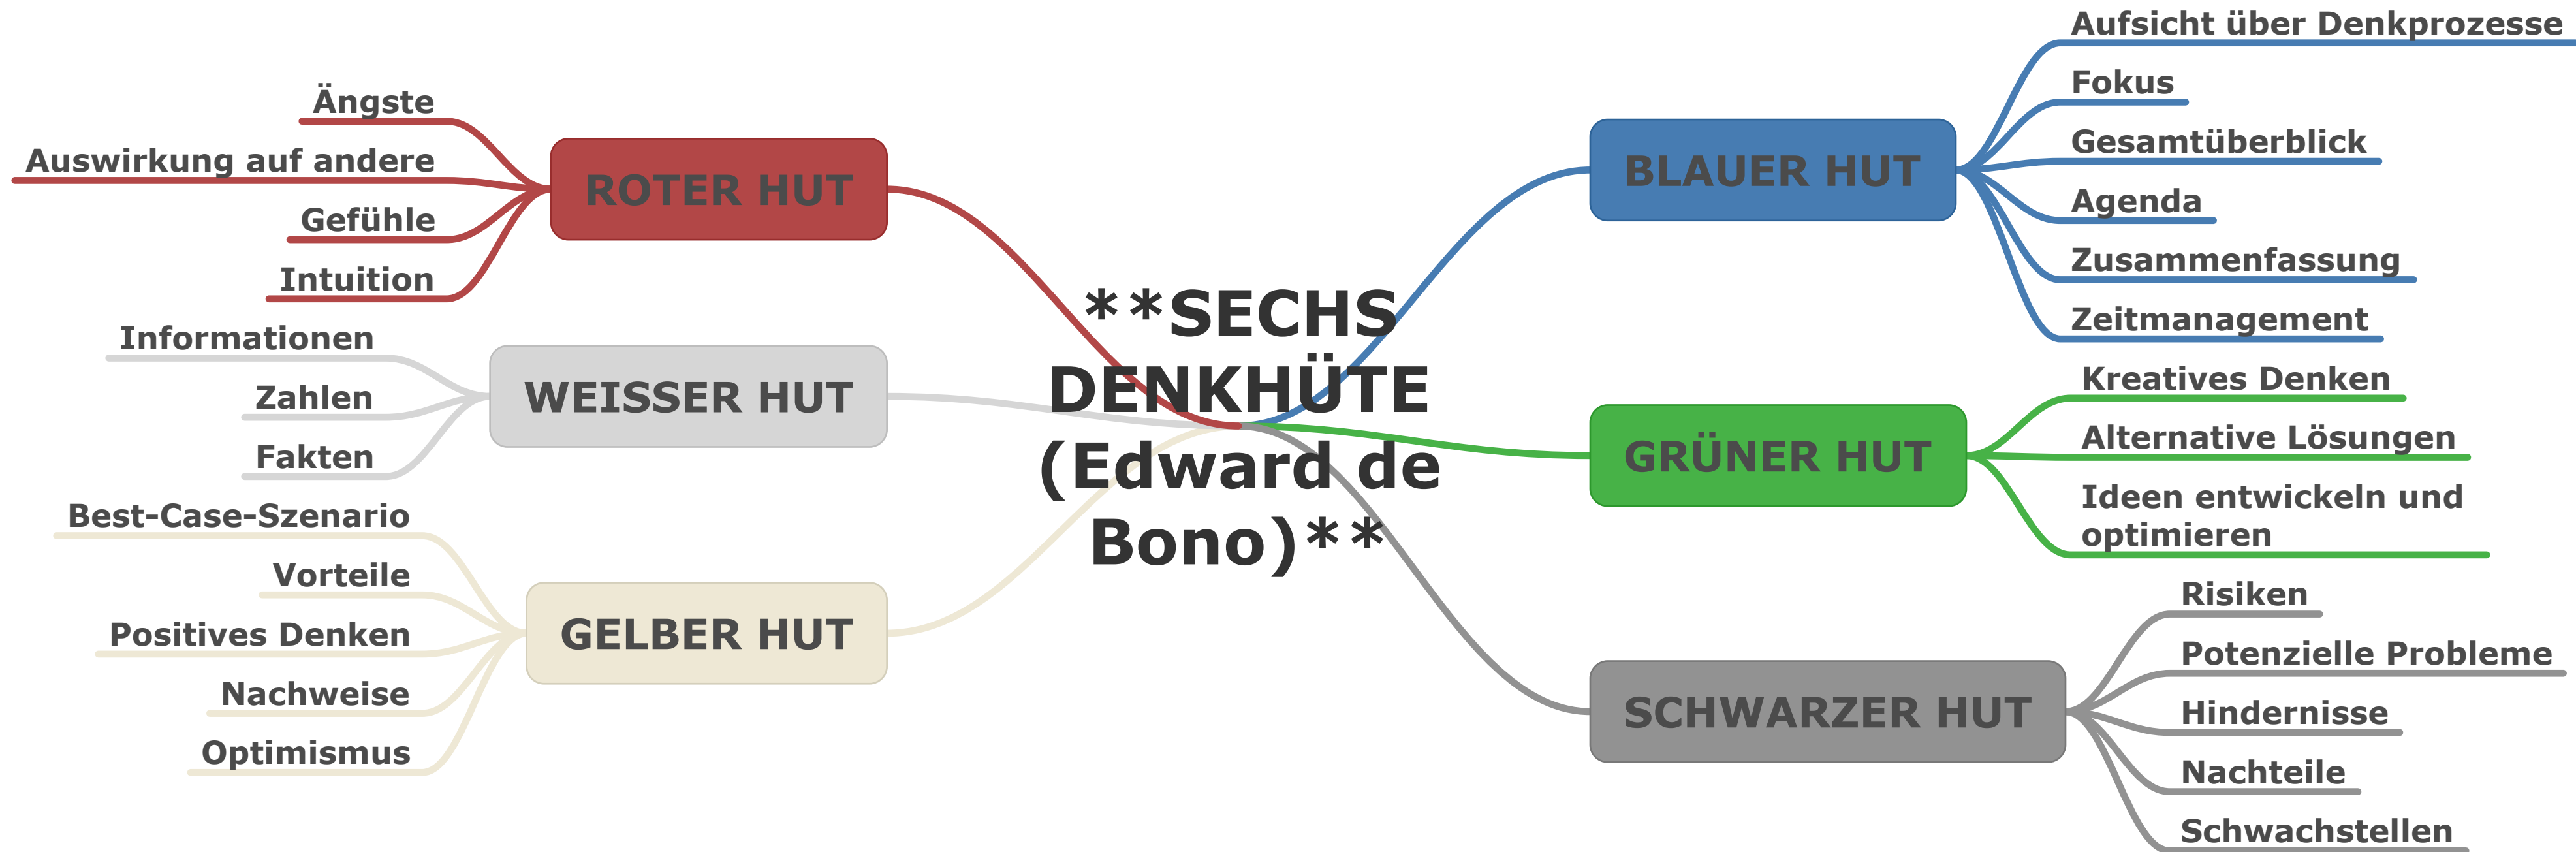 **SECHS
DENKHÜTE
(Edward de
Bono)**
BLAUER HUT
Aufsicht über Denkprozesse
Fokus
Gesamtüberblick
Agenda
Zusammenfassung
Zeitmanagement
GRÜNER HUT
Kreatives Denken
Alternative Lösungen
Ideen entwickeln und
optimieren
SCHWARZER HUT
Risiken
Potenzielle Probleme
Hindernisse
Nachteile
Schwachstellen
ROTER HUT
Ängste
Auswirkung auf andere
Gefühle
Intuition
WEISSER HUT
Informationen
Zahlen
Fakten
GELBER HUT
Best-Case-Szenario
Vorteile
Positives Denken
Nachweise
Optimismus